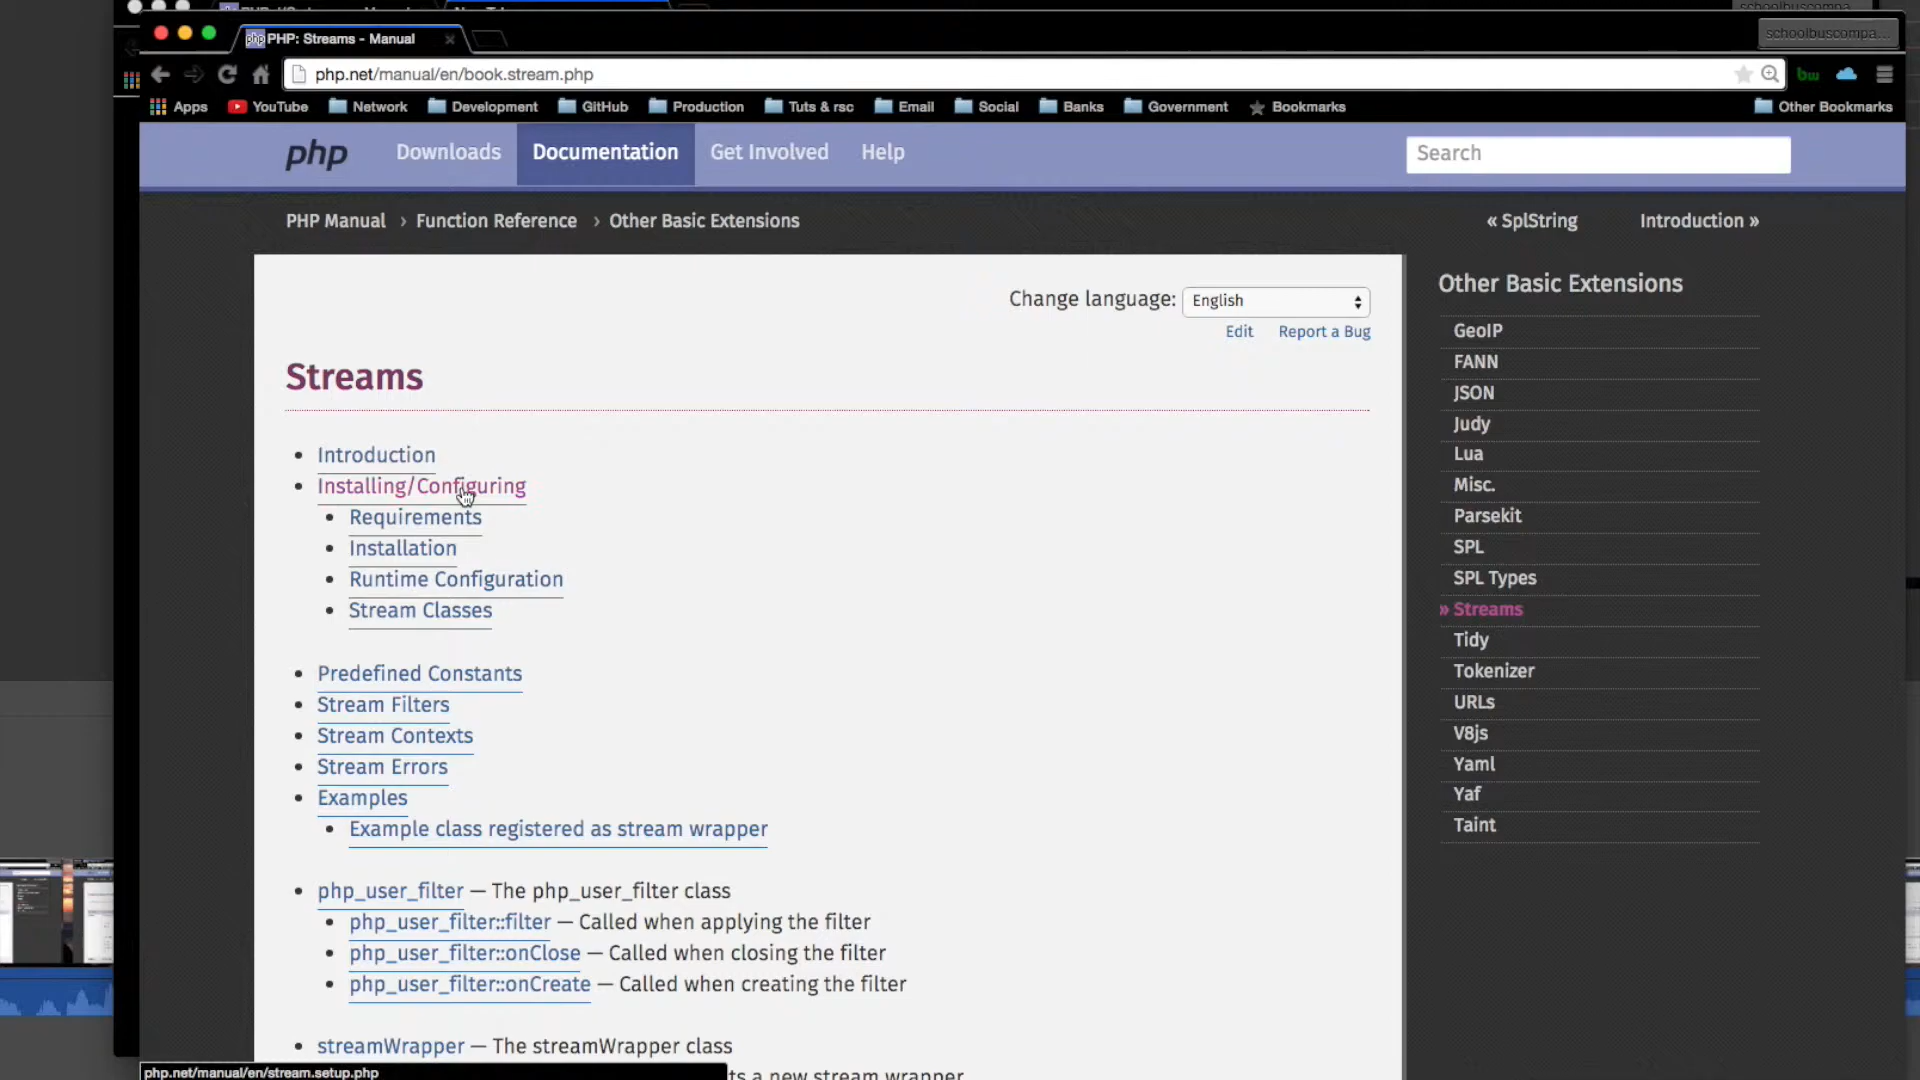 PHP: Streams - Manual
schoolbuscompa...
php.net/manual/en/book.stream.php
bw
Apps YouTube Network Development GitHub Production Tuts & rsc Email Social Banks Government Bookmarks Other Bookmarks
php Downloads Documentation Get Involved Help Search
PHP Manual › Function Reference › Other Basic Extensions « SplString Introduction »
Change language: English
Edit Report a Bug
Streams
Introduction
Installing/Configuring
Requirements
Installation
Runtime Configuration
Stream Classes
Predefined Constants
Stream Filters
Stream Contexts
Stream Errors
Examples
Example class registered as stream wrapper
php_user_filter — The php_user_filter class
php_user_filter::filter — Called when applying the filter
php_user_filter::onClose — Called when closing the filter
php_user_filter::onCreate — Called when creating the filter
streamWrapper — The streamWrapper class
ts a new stream wrapper
php.net/manual/en/stream.setup.php
Other Basic Extensions
GeoIP
FANN
JSON
Judy
Lua
Misc.
Parsekit
SPL
SPL Types
» Streams
Tidy
Tokenizer
URLs
V8js
Yaml
Yaf
Taint